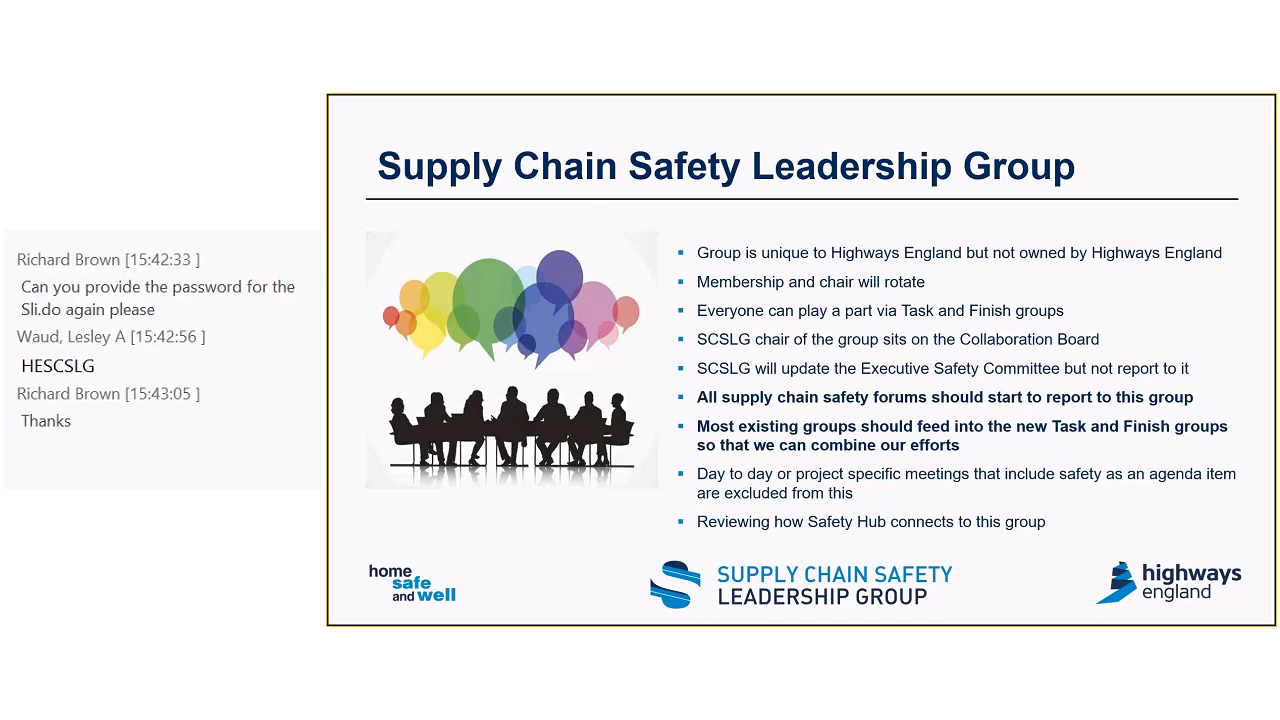 Richard Brown [15:42:33 ]
Can you provide the password for the
Sli.do again please
Waud, Lesley A [15:42:56 ]
HESCSLG
Richard Brown [15:43:05 ]
Thanks
Supply Chain Safety Leadership Group
▪ Group is unique to Highways England but not owned by Highways England
▪ Membership and chair will rotate
▪ Everyone can play a part via Task and Finish groups
▪ SCSLG chair of the group sits on the Collaboration Board
▪ SCSLG will update the Executive Safety Committee but not report to it
▪ All supply chain safety forums should start to report to this group
▪ Most existing groups should feed into the new Task and Finish groups
so that we can combine our efforts
▪ Day to day or project specific meetings that include safety as an agenda item
are excluded from this
▪ Reviewing how Safety Hub connects to this group
home
safe
and well
SUPPLY CHAIN SAFETY
LEADERSHIP GROUP
highways
england